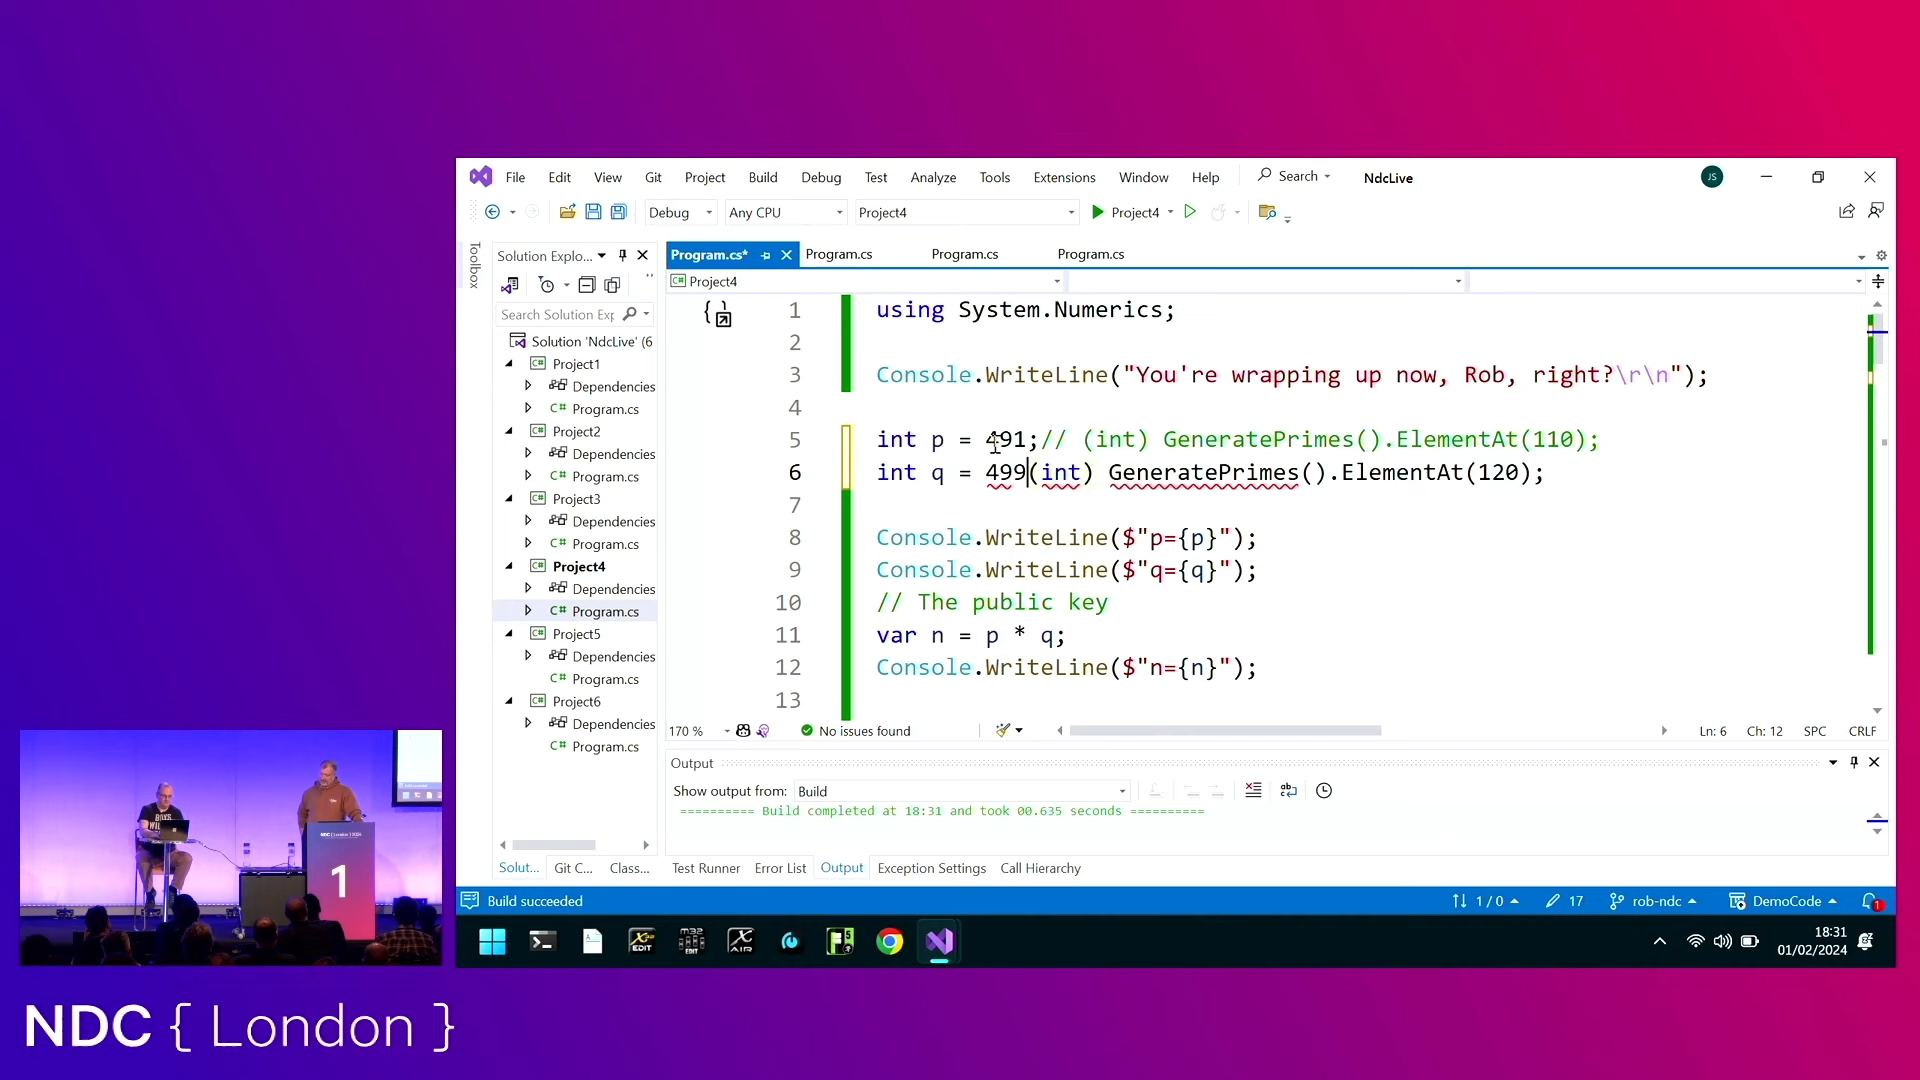 File Edit View Git Project Build Debug Test Analyze Tools Extensions Window Help Search NdcLive JS
Debug Any CPU Project4 Project4
Toolbox
Solution Explo...
Program.cs* Program.cs Program.cs Program.cs
Project4
Search Solution Exp
Solution 'NdcLive' (6
Project1
Dependencies
C# Program.cs
Project2
Dependencies
C# Program.cs
Project3
Dependencies
C# Program.cs
Project4
Dependencies
C# Program.cs
Project5
Dependencies
C# Program.cs
Project6
Dependencies
C# Program.cs
1 using System.Numerics;
2
3 Console.WriteLine("You're wrapping up now, Rob, right?\r\n");
4
5 int p = 491;// (int) GeneratePrimes().ElementAt(110);
6 int q = 499(int) GeneratePrimes().ElementAt(120);
7
8 Console.WriteLine($"p={p}");
9 Console.WriteLine($"q={q}");
10 // The public key
11 var n = p * q;
12 Console.WriteLine($"n={n}");
13
170 % No issues found Ln: 6 Ch: 12 SPC CRLF
Output
Show output from: Build
========== Build completed at 18:31 and took 00.635 seconds ==========
Solut... Git C... Class... Test Runner Error List Output Exception Settings Call Hierarchy
Build succeeded 1 / 0 17 rob-ndc DemoCode 1
18:31
01/02/2024
1
NDC { London }